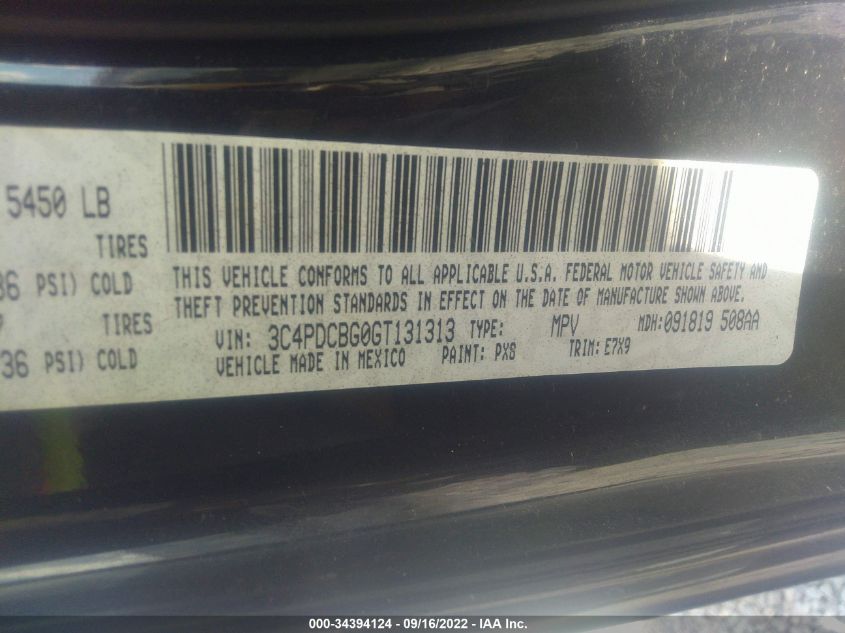 5450 LB
TIRES
36 PSI) COLD
TIRES
36 PSI) COLD
THIS VEHICLE CONFORMS TO ALL APPLICABLE U.S.A. FEDERAL MOTOR VEHICLE SAFETY AND
THEFT PREVENTION STANDARDS IN EFFECT ON THE DATE OF MANUFACTURE SHOWN ABOVE.
VIN: 3C4PDCBG0GT131313 TYPE: MPV MDH:091819 508AA
VEHICLE MADE IN MEXICO PAINT: PXS TRIM: E7X9
000-34394124 - 09/16/2022 - IAA Inc.